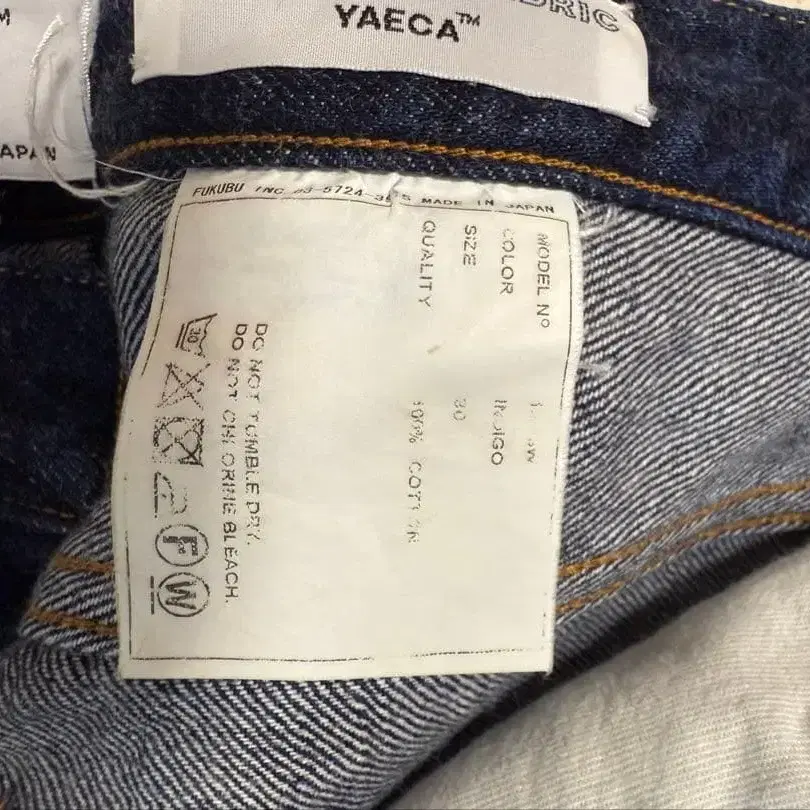 YAECA™
M
JAPAN
FUKUBU INC MADE IN JAPAN
MODEL Nº
COLOR INDIGO
SIZE 30
QUALITY 100% COTTON
DO NOT TUMBLE DRY.
DO NOT CHLORINE BLEACH.
30
F
W